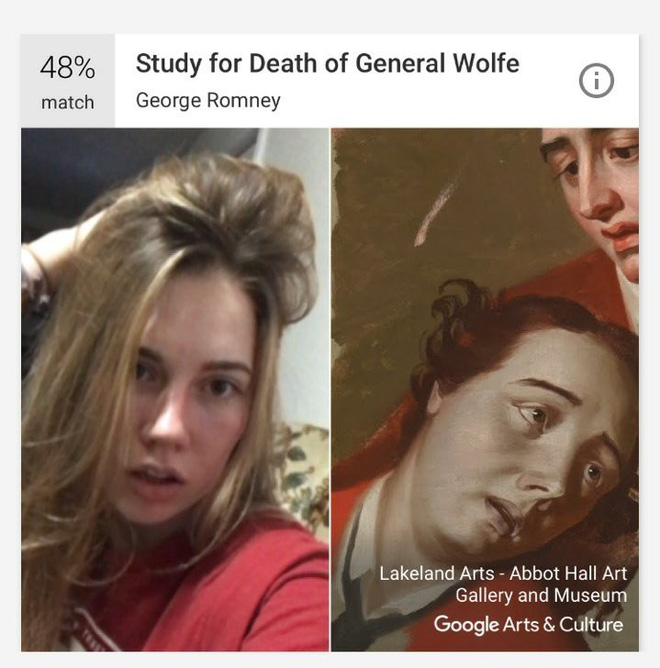 48%
match
Study for Death of General Wolfe
George Romney
Lakeland Arts - Abbot Hall Art
Gallery and Museum
Google Arts & Culture